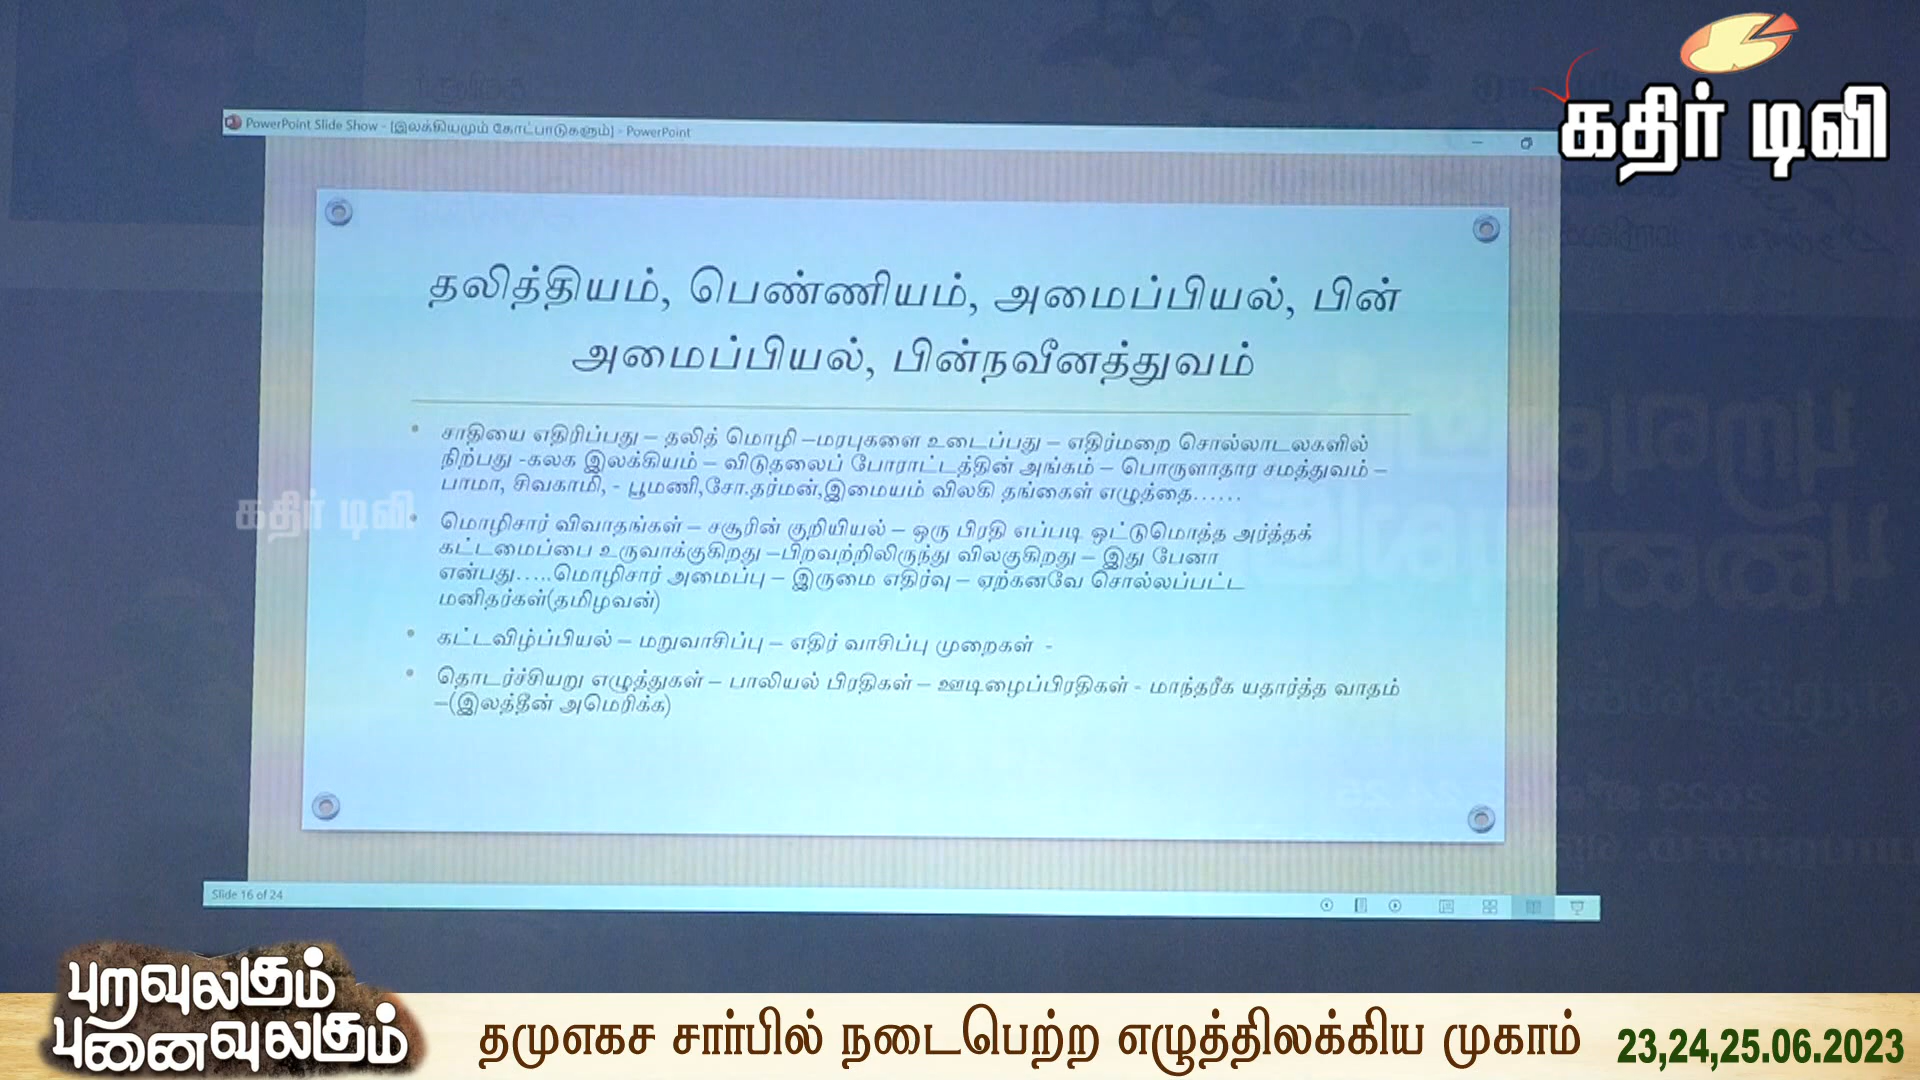 கதிர் டிவி
PowerPoint Slide Show - [இலக்கியமும் கோட்பாடுகளும்] - PowerPoint
தலித்தியம், பெண்ணியம், அமைப்பியல், பின்
அமைப்பியல், பின்நவீனத்துவம்
சாதியை எதிரிப்பது – தலித் மொழி –மரபுகளை உடைப்பது – எதிர்மறை சொல்லாடலகளில்
நிற்பது -கலக இலக்கியம் – விடுதலைப் போராட்டத்தின் அங்கம் – பொருளாதார சமத்துவம் –
பாமா, சிவகாமி, - பூமணி,சோ.தர்மன்,இமையம் விலகி தங்கைள் எழுத்தை......
கதிர் டிவி
மொழிசார் விவாதங்கள் – சசூரின் குறியியல் – ஒரு பிரதி எப்படி ஒட்டுமொத்த அர்த்தக்
கட்டமைப்பை உருவாக்குகிறது –பிறவற்றிலிருந்து விலகுகிறது – இது பேனா
என்பது.....மொழிசார் அமைப்பு – இருமை எதிர்வு – ஏற்கனவே சொல்லப்பட்ட
மனிதர்கள்(தமிழவன்)
கட்டவிழ்ப்பியல் – மறுவாசிப்பு – எதிர் வாசிப்பு முறைகள் -
தொடர்ச்சியறு எழுத்துகள் – பாலியல் பிரதிகள் – ஊடிழைப்பிரதிகள் - மாந்தரீக யதார்த்த வாதம்
–(இலத்தீன் அமெரிக்க)
Slide 16 of 24
புறவுலகும்
புனைவுலகும்
தமுஎகச சார்பில் நடைபெற்ற எழுத்திலக்கிய முகாம்
23,24,25.06.2023